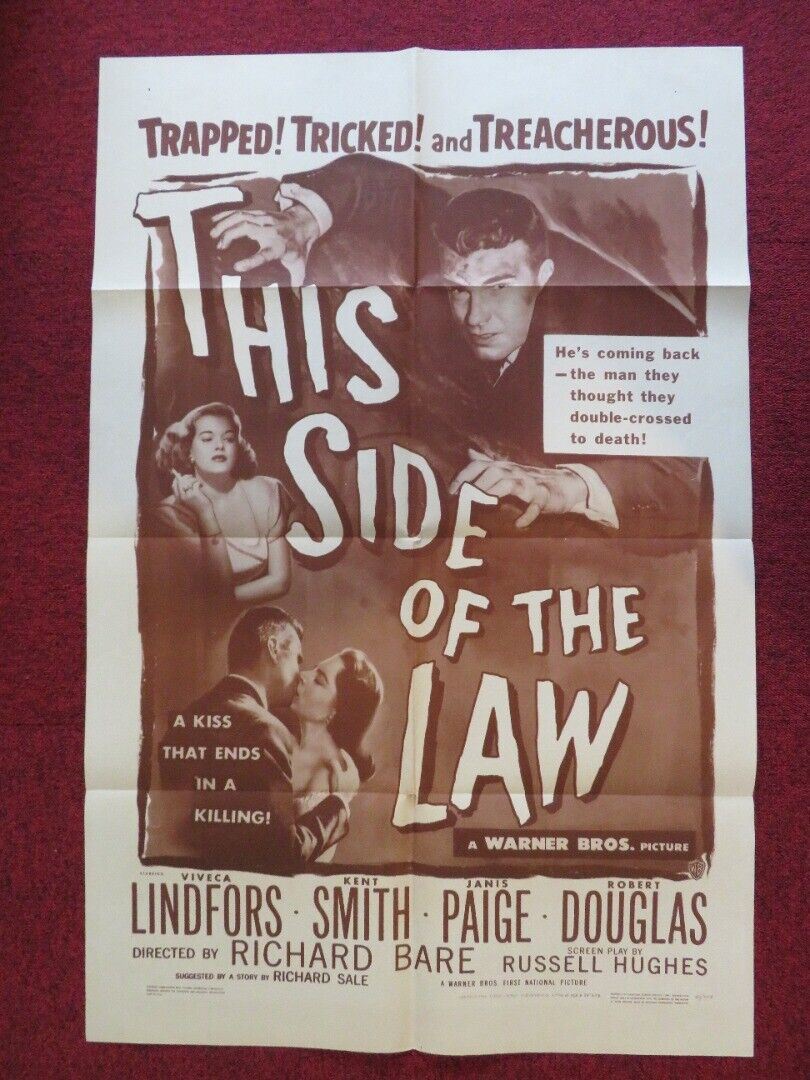 TRAPPED! TRICKED! and TREACHEROUS!
THIS
SIDE
OF THE
LAW
He's coming back
—the man they
thought they
double-crossed
to death!
A KISS
THAT ENDS
IN A
KILLING!
A WARNER BROS. PICTURE
WB
STARRING
VIVECA LINDFORS · KENT SMITH · JANIS PAIGE · ROBERT DOUGLAS
DIRECTED BY RICHARD BARE
SCREEN PLAY BY RUSSELL HUGHES
SUGGESTED BY A STORY BY RICHARD SALE
A WARNER BROS. FIRST NATIONAL PICTURE